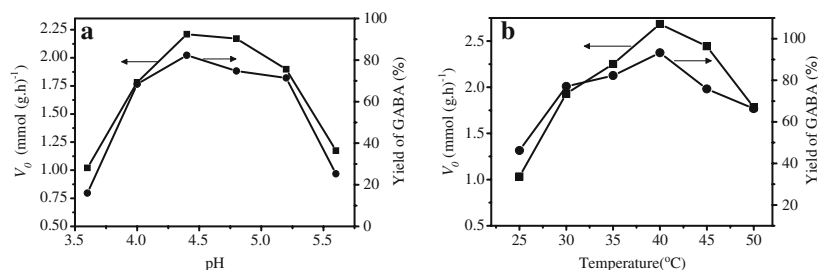 a
2.25
2.00
1.75
1.50
1.25
1.00
0.75
0.50
V0 (mmol (g.h)-1)
100
80
60
40
20
0
Yield of GABA (%)
3.5 4.0 4.5 5.0 5.5
pH
b
2.5
2.0
1.5
1.0
0.5
V0 (mmol (g.h)-1)
100
80
60
40
20
Yield of GABA (%)
25 30 35 40 45 50
Temperature(oC)